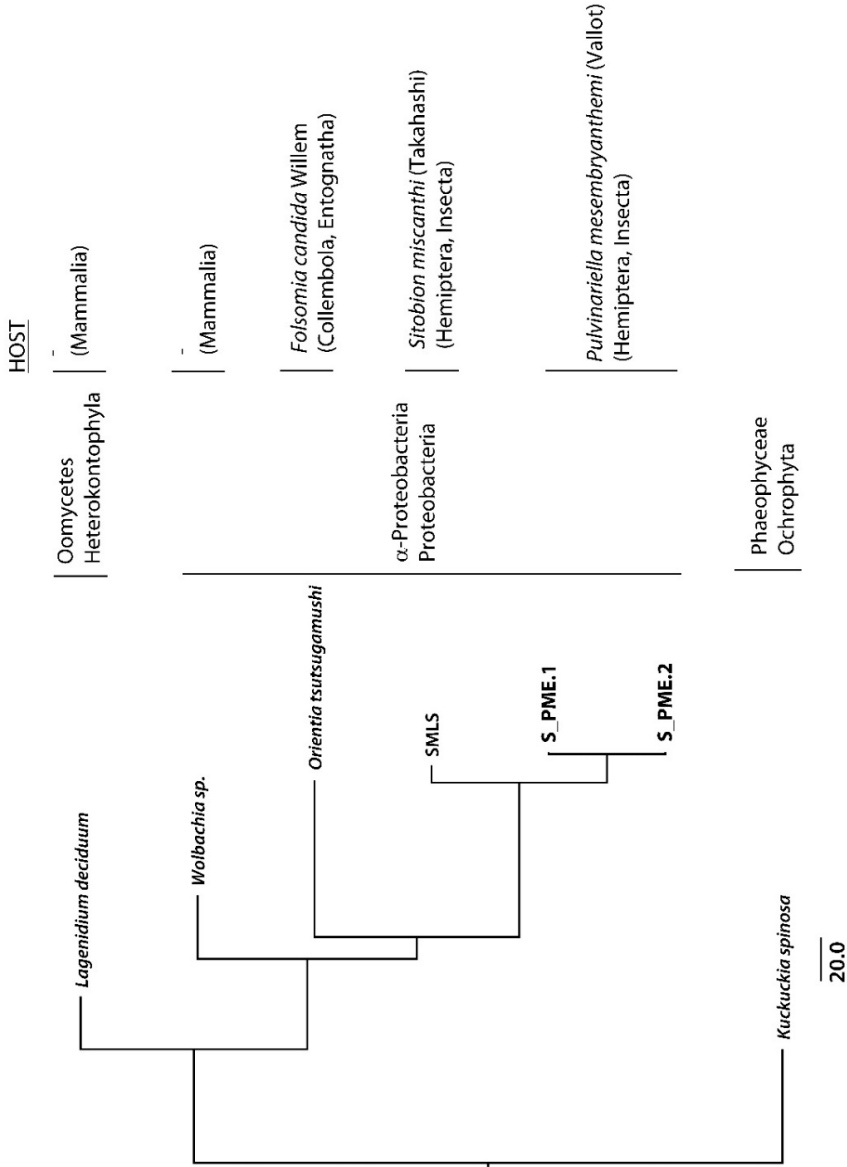 HOST
Lagenidium deciduum
Oomycetes
Heterokontophyla
-
(Mammalia)
Wolbachia sp.
-
(Mammalia)
Orientia tsutsugamushi
Folsomia candida Willem
(Collembola, Entognatha)
α-Proteobacteria
Proteobacteria
SMLS
Sitobion miscanthi (Takahashi)
(Hemiptera, Insecta)
S_PME.1
Pulvinariella mesembryanthemi (Vallot)
(Hemiptera, Insecta)
S_PME.2
Kuckuckia spinosa
Phaeophyceae
Ochrophyta
20.0